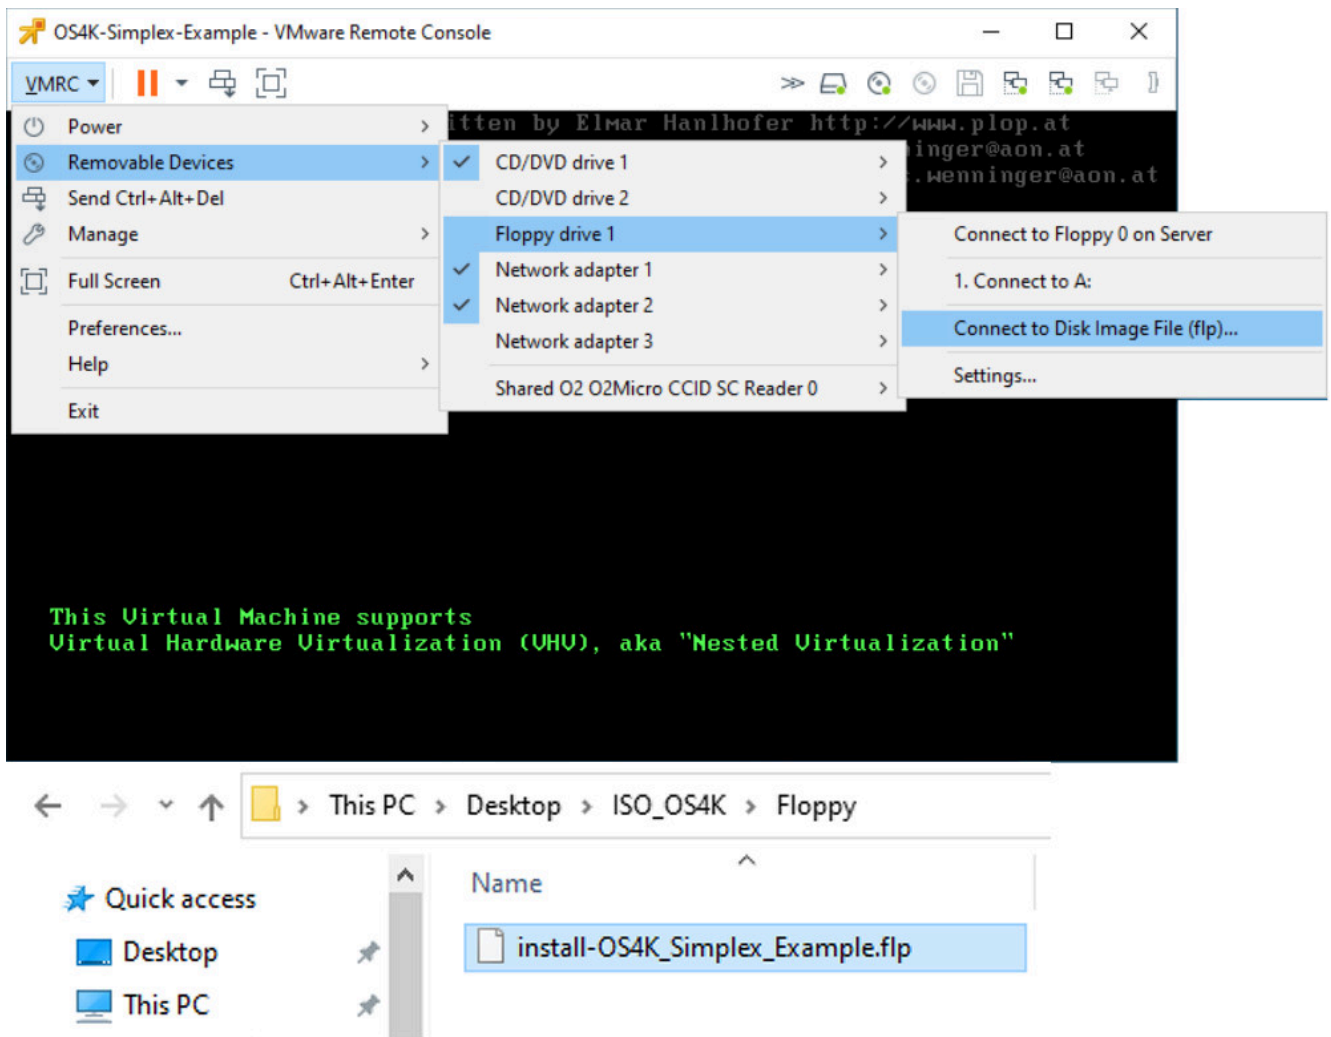 OS4K-Simplex-Example - VMware Remote Console
VMRC
Power
itten by Elmar Hanlhofer http://www.plop.at
Removable Devices
CD/DVD drive 1
inger@aon.at
Send Ctrl+Alt+Del
CD/DVD drive 2
.wenninger@aon.at
Manage
Floppy drive 1
Connect to Floppy 0 on Server
Full Screen Ctrl+Alt+Enter
Network adapter 1
1. Connect to A:
Preferences...
Network adapter 2
Connect to Disk Image File (flp)...
Help
Network adapter 3
Settings...
Shared O2 O2Micro CCID SC Reader 0
Exit
This Virtual Machine supports
Virtual Hardware Virtualization (VHV), aka "Nested Virtualization"
This PC > Desktop > ISO_OS4K > Floppy
Quick access
Name
Desktop
install-OS4K_Simplex_Example.flp
This PC